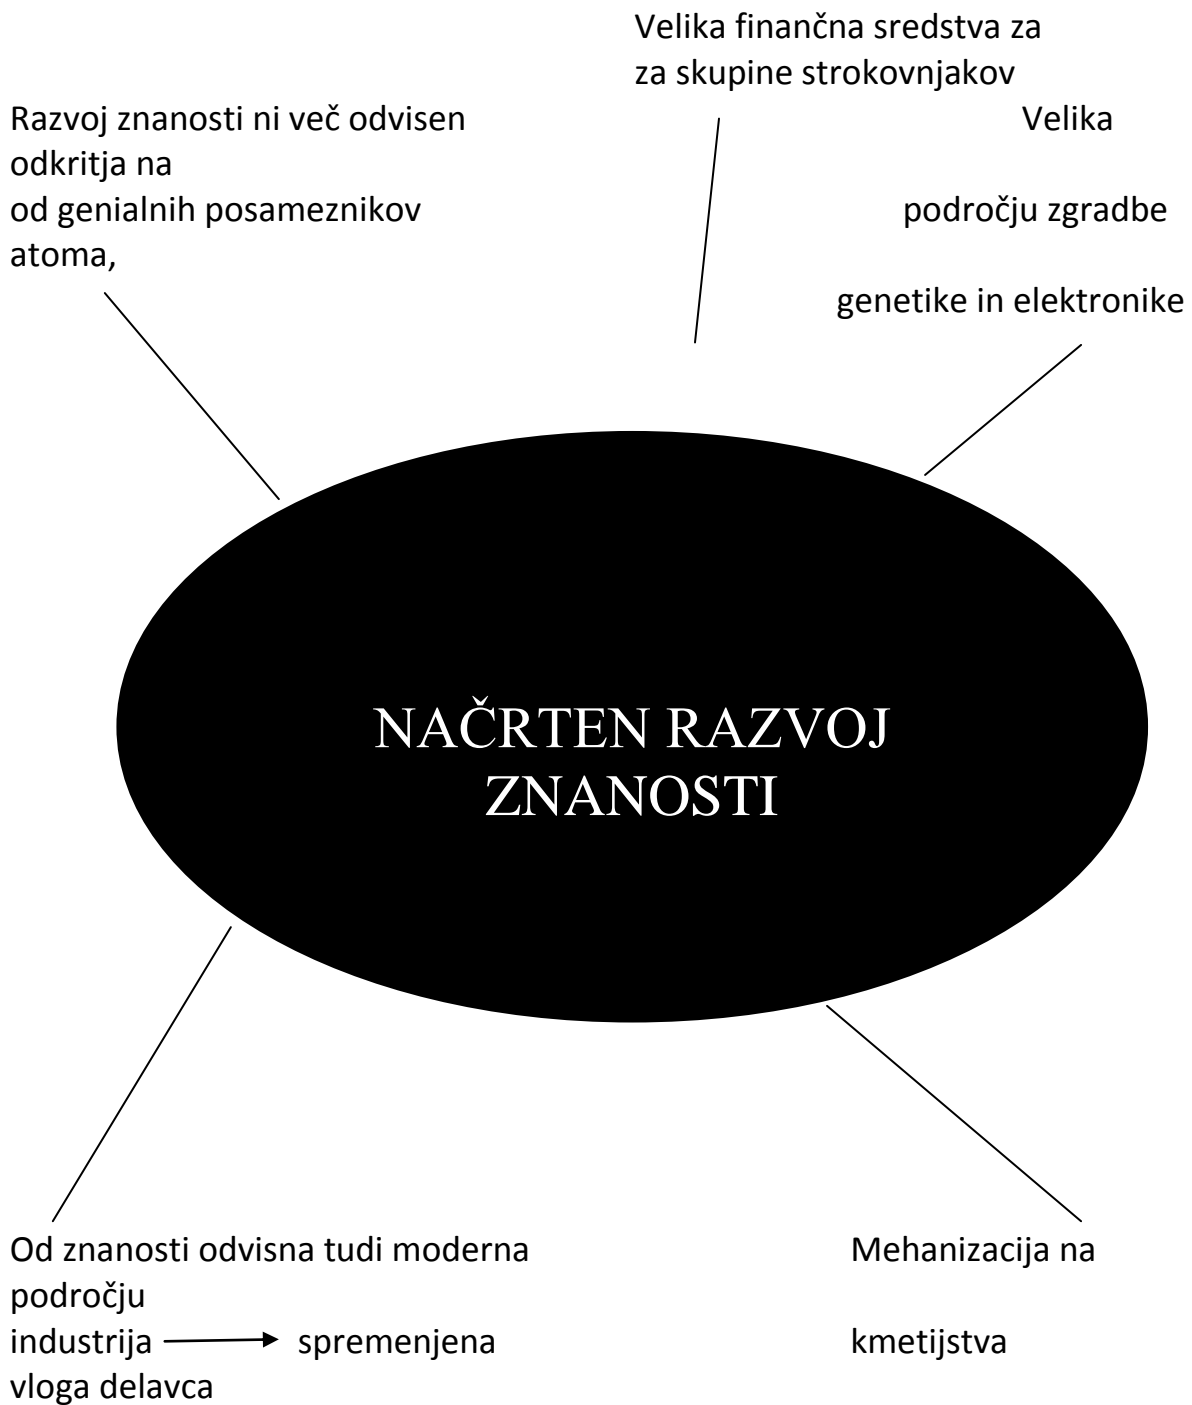 Velika finančna sredstva za
za skupine strokovnjakov
Razvoj znanosti ni več odvisen Velika
odkritja na
od genialnih posameznikov področju zgradbe
atoma,
genetike in elektronike
NAČRTEN RAZVOJ
ZNANOSTI
Od znanosti odvisna tudi moderna Mehanizacija na
področju
industrija spremenjena kmetijstva
vloga delavca